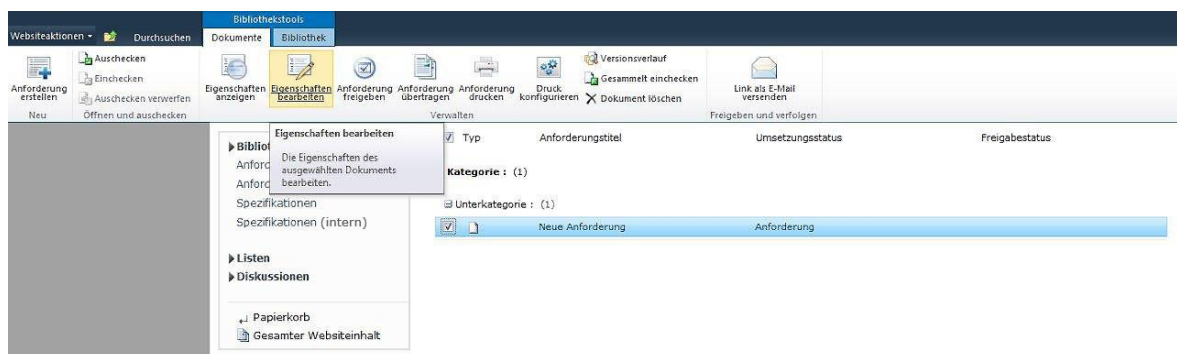 Bibliothekstools
Websiteaktionen
Durchsuchen
Dokumente
Bibliothek
Anforderung erstellen
Neu
Auschecken
Einchecken
Auschecken verwerfen
Öffnen und auschecken
Eigenschaften anzeigen
Eigenschaften bearbeiten
Anforderung freigeben
Anforderung übertragen
Anforderung drucken
Druck konfigurieren
Versionsverlauf
Gesammelt einchecken
Dokument löschen
Verwalten
Link als E-Mail versenden
Freigeben und verfolgen
Eigenschaften bearbeiten
Die Eigenschaften des
ausgewählten Dokuments
bearbeiten.
Bibliot
Anforc
Anforc
Spezifikationen
Spezifikationen (intern)
Listen
Diskussionen
Papierkorb
Gesamter Websiteinhalt
Typ Anforderungstitel Umsetzungsstatus Freigabestatus
Kategorie : (1)
Unterkategorie : (1)
Neue Anforderung Anforderung